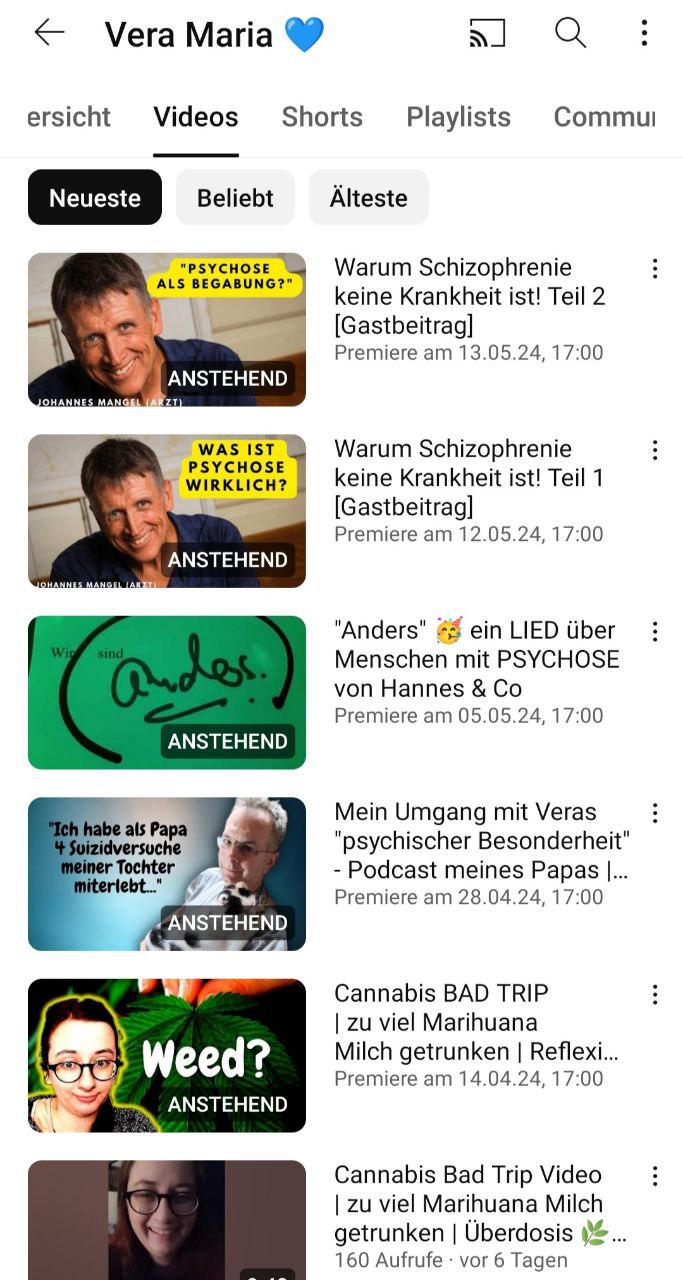 Vera Maria 💙
ersicht Videos Shorts Playlists Commun
Neueste Beliebt Älteste
"PSYCHOSE
ALS BEGABUNG?"
JOHANNES MANGEL (ARZT)
ANSTEHEND
Warum Schizophrenie
keine Krankheit ist! Teil 2
[Gastbeitrag]
Premiere am 13.05.24, 17:00
WAS IST
PSYCHOSE
WIRKLICH?
JOHANNES MANGEL (ARZT)
ANSTEHEND
Warum Schizophrenie
keine Krankheit ist! Teil 1
[Gastbeitrag]
Premiere am 12.05.24, 17:00
Wir sind
anders.
ANSTEHEND
"Anders" 🥳 ein LIED über
Menschen mit PSYCHOSE
von Hannes & Co
Premiere am 05.05.24, 17:00
"Ich habe als Papa
4 Suizidversuche
meiner Tochter
miterlebt..."
ANSTEHEND
Mein Umgang mit Veras
"psychischer Besonderheit"
- Podcast meines Papas |...
Premiere am 28.04.24, 17:00
Weed?
ANSTEHEND
Cannabis BAD TRIP
| zu viel Marihuana
Milch getrunken | Reflexi...
Premiere am 14.04.24, 17:00
Cannabis Bad Trip Video
| zu viel Marihuana Milch
getrunken | Überdosis 🌿...
160 Aufrufe · vor 6 Tagen